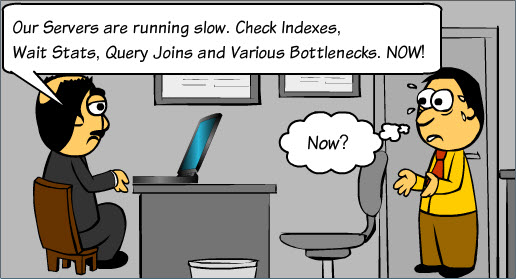 Our Servers are running slow. Check Indexes,
Wait Stats, Query Joins and Various Bottlenecks. NOW!
Now?